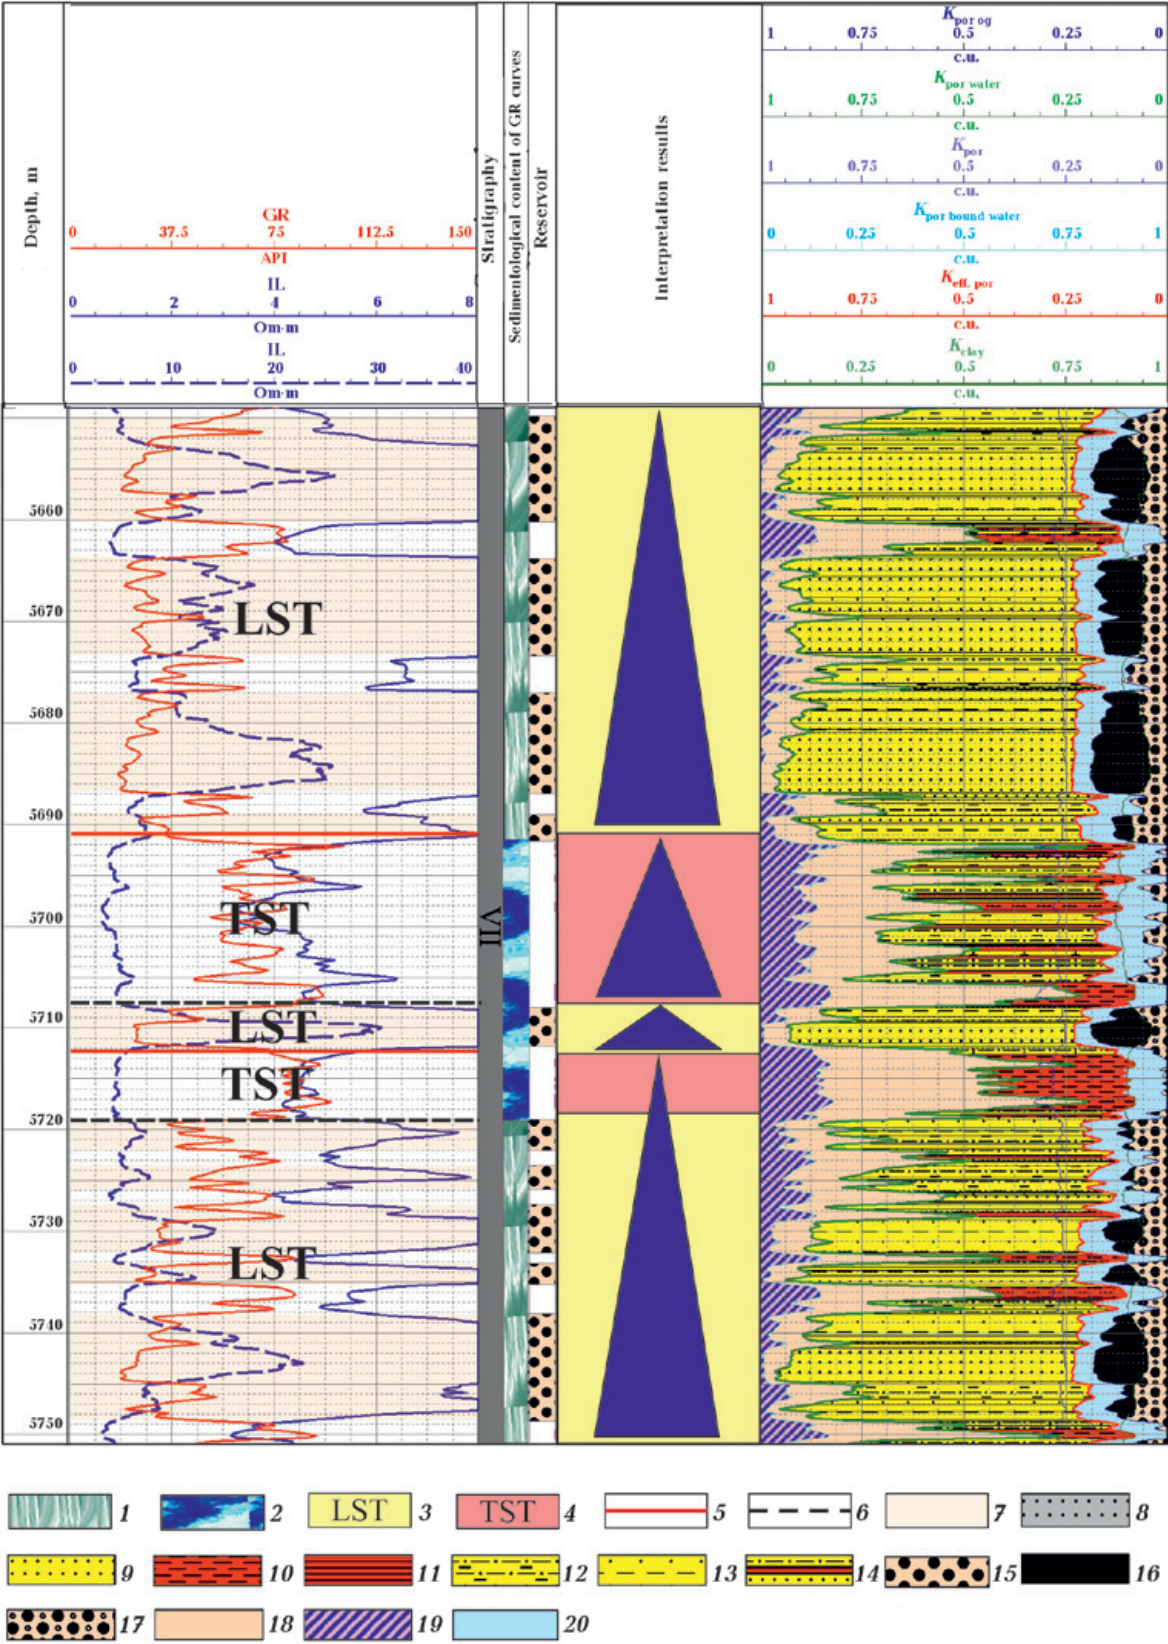 Depth, m
GR
0 37.5 75 112.5 150
API
IL
0 2 4 6 8
Om·m
IL
0 10 20 30 40
Om·m
Stratigraphy
Sedimentological content of GR curves
Reservoir
Interpretation results
K por og
1 0.75 0.5 0.25 0
c.u.
K por water
1 0.75 0.5 0.25 0
c.u.
K por
1 0.75 0.5 0.25 0
c.u.
K por bound water
0 0.25 0.5 0.75 1
c.u.
K eff. por
1 0.75 0.5 0.25 0
c.u.
K clay
0 0.25 0.5 0.75 1
c.u.
5660
5670
LST
5680
5690
5700
TST
VII
5710
LST
TST
5720
5730
LST
5740
5750
1 2 LST 3 TST 4 5 6 7 8
9 10 11 12 13 14 15 16
17 18 19 20